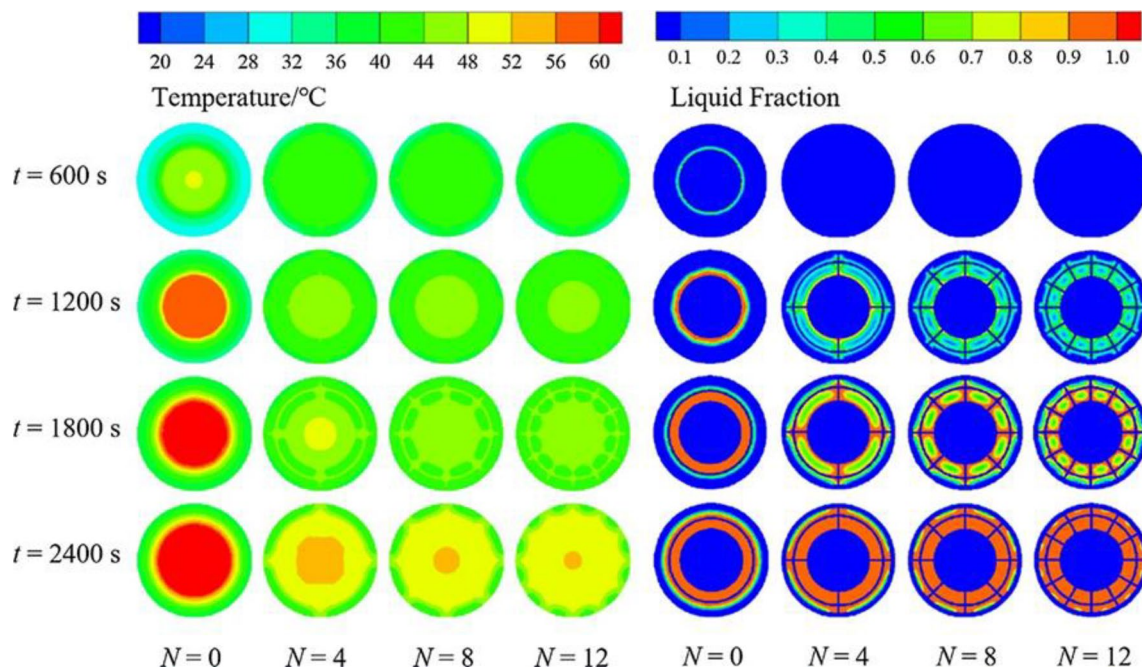 20 24 28 32 36 40 44 48 52 56 60
0.1 0.2 0.3 0.4 0.5 0.6 0.7 0.8 0.9 1.0
Temperature/°C
Liquid Fraction
t = 600 s
t = 1200 s
t = 1800 s
t = 2400 s
N = 0 N = 4 N = 8 N = 12 N = 0 N = 4 N = 8 N = 12